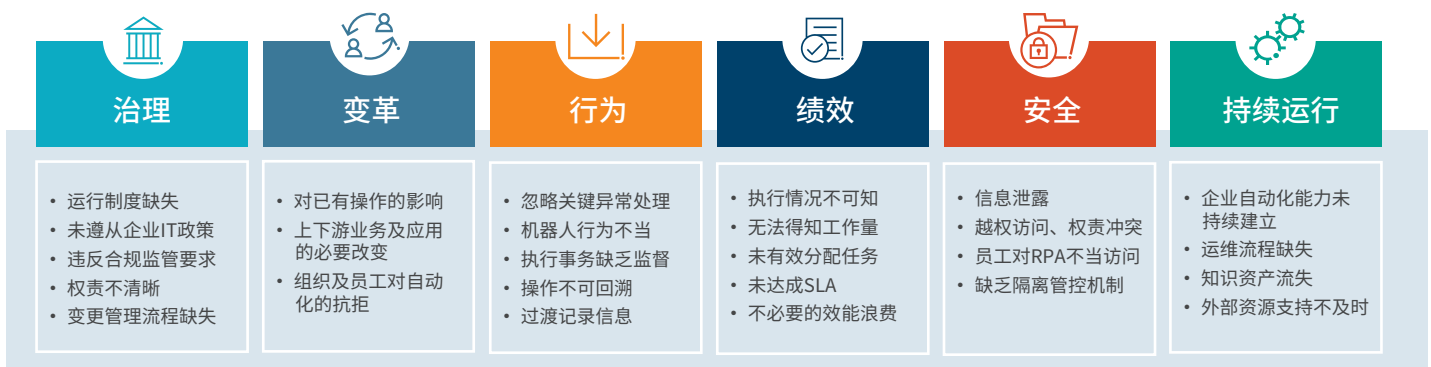 治理
• 运行制度缺失
• 未遵从企业IT政策
• 违反合规监管要求
• 权责不清晰
• 变更管理流程缺失
变革
• 对已有操作的影响
• 上下游业务及应用
的必要改变
• 组织及员工对自动
化的抗拒
行为
• 忽略关键异常处理
• 机器人行为不当
• 执行事务缺乏监督
• 操作不可回溯
• 过渡记录信息
绩效
• 执行情况不可知
• 无法得知工作量
• 未有效分配任务
• 未达成SLA
• 不必要的效能浪费
安全
• 信息泄露
• 越权访问、权责冲突
• 员工对RPA不当访问
• 缺乏隔离管控机制
持续运行
• 企业自动化能力未
持续建立
• 运维流程缺失
• 知识资产流失
• 外部资源支持不及时